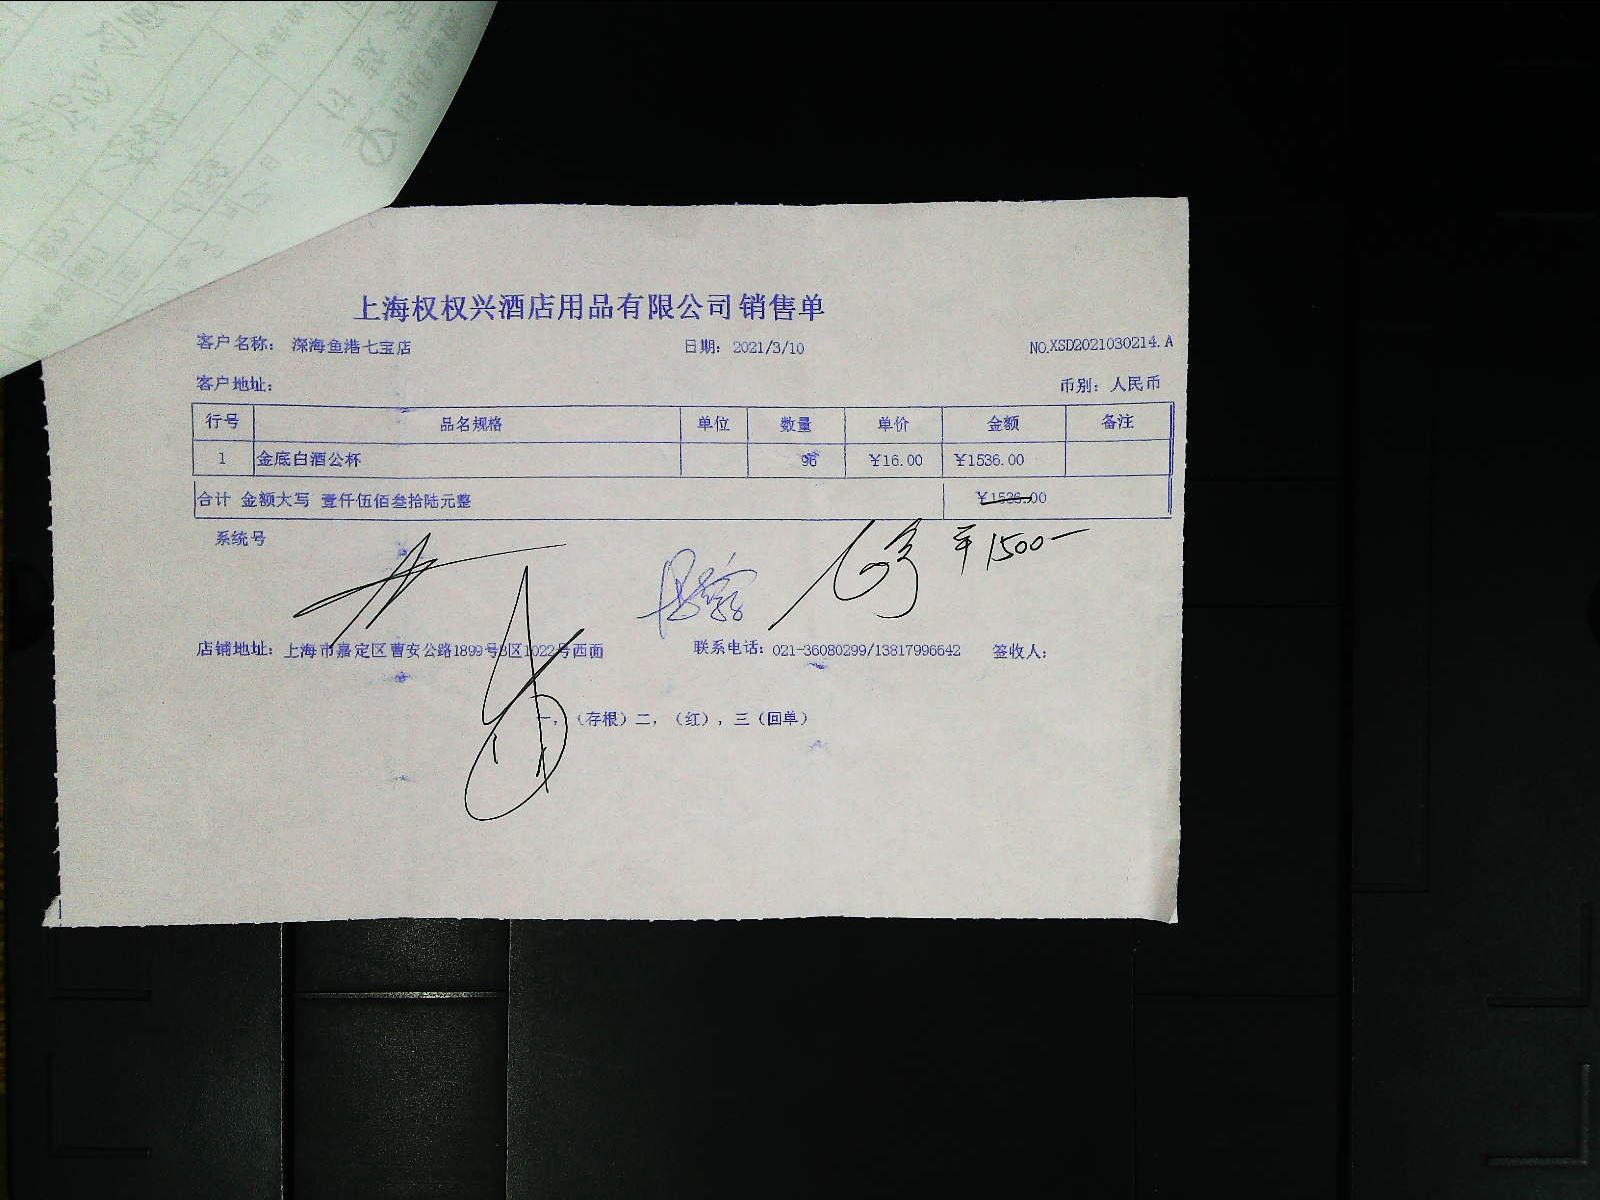 上海权权兴酒店用品有限公司销售单
客户名称： 深海鱼港七宝店 日期： 2021/3/10 NO.XSD2021030214.A
客户地址： 币别： 人民币
行号 品名规格 单位 数量 单价 金额 备注
1 金底白酒公杯 96 ¥16.00 ¥1536.00
合计 金额大写 壹仟伍佰叁拾陆元整 ¥1536.00
系统号 ¥1500-
店铺地址： 上海市嘉定区曹安公路1899号B区1022号西面 联系电话：021-36080299/13817996642 签收人：
一，（存根）二，（红），三（回单）